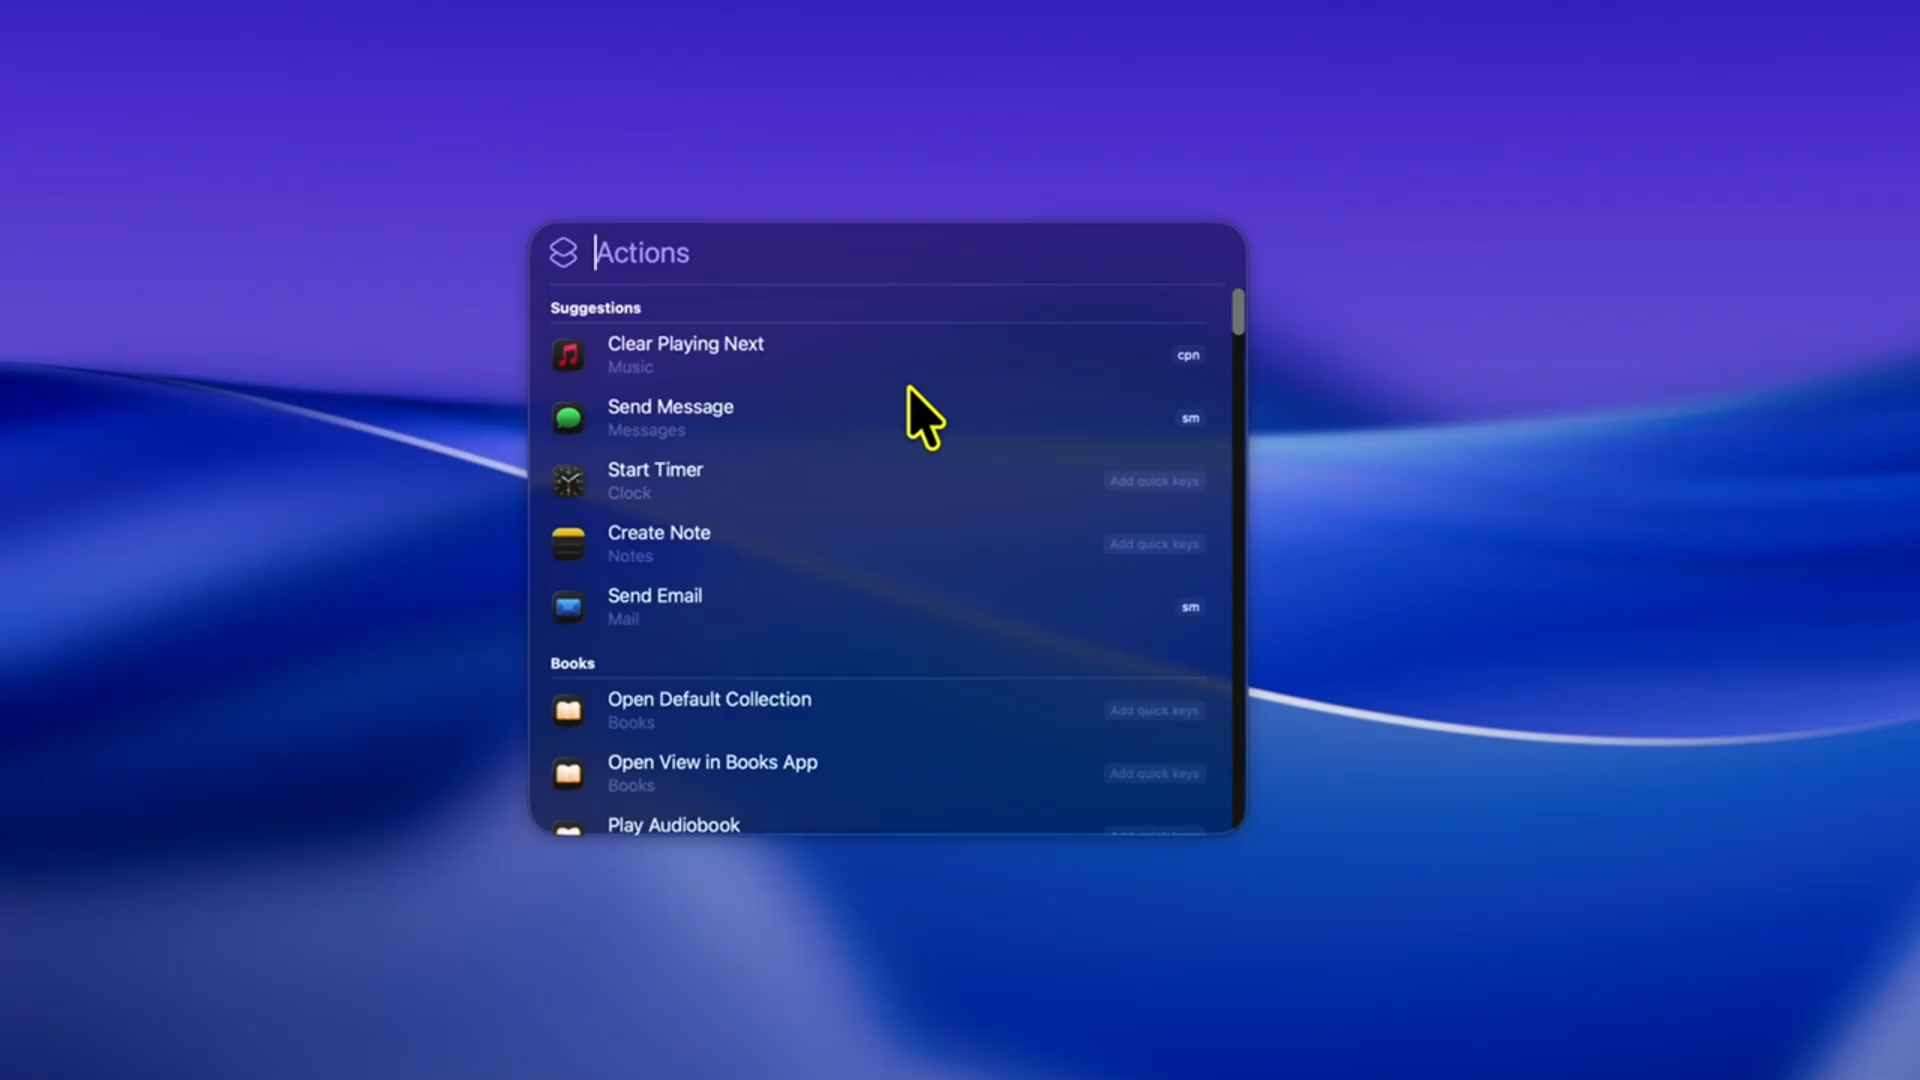 Actions
Suggestions
Clear Playing Next
Music
cpn
Send Message
Messages
sm
Start Timer
Clock
Add quick keys
Create Note
Notes
Add quick keys
Send Email
Mail
sm
Books
Open Default Collection
Books
Add quick keys
Open View in Books App
Books
Add quick keys
Play Audiobook